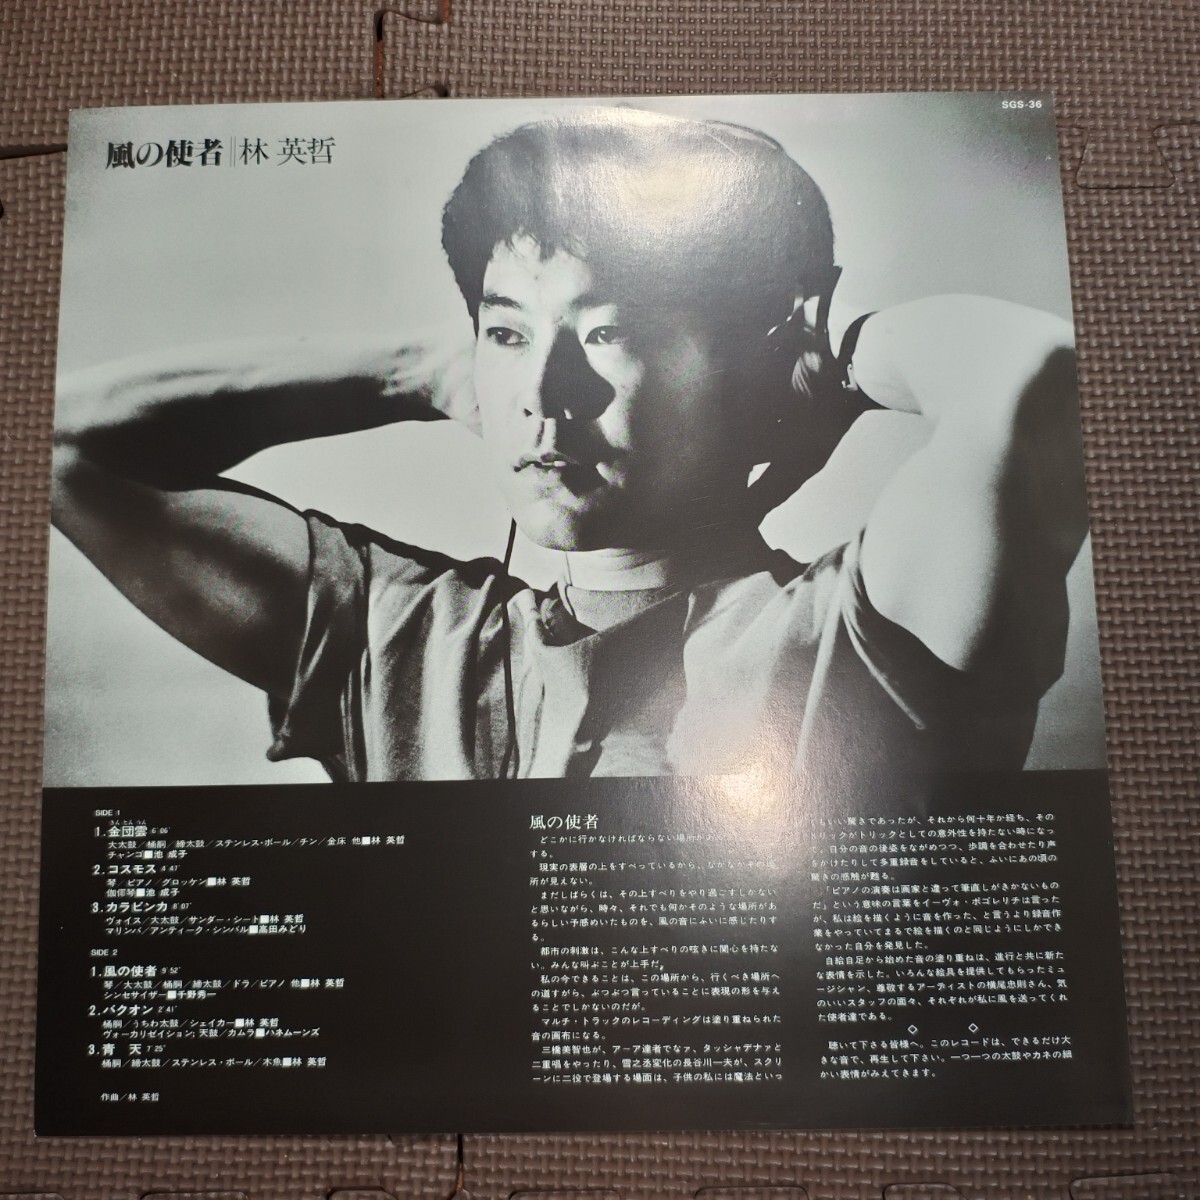 SGS-36
風の使者 林 英哲
SIDE 1
きん とん うん
1.金団雲 6′06″
大太鼓/桶胴/締太鼓/ステンレス・ボール/チン/金床 他■林 英哲
チャンゴ■池 成子
2.コスモス 4′47″
琴/ピアノ/グロッケン■林 英哲
伽倻琴■池 成子
3.カラビンカ 8′07″
ヴォイス/大太鼓/サンダー・シート■林 英哲
マリンバ/アンティーク・シンバル■高田みどり
SIDE 2
1.風の使者 9′52″
琴/大太鼓/桶胴/締太鼓/ドラ/ピアノ 他■林 英哲
シンセサイザー■千野秀一
2.バクオン 2′41″
桶胴/うちわ太鼓/シェイカー■林 英哲
ヴォーカリゼイション; 天鼓/カムラ■ハネムーンズ
3.青 天 7′25″
桶胴/締太鼓/ステンレス・ボール/木魚■林 英哲
作曲/林 英哲
風の使者
どこかに行かなければならない場所が
する。
現実の表層の上をすべっているから、なかなかその場
所が見えない。
まだしばらくは、その上すべりをやり過ごすしかない
と思いながら、時々、それでも何かそのような場所があ
るらしい予感めいたものを、風の音にふいに感じたりす
る。
都市の刺激は、こんな上すべりの呟きに関心を持たな
い。みんな叫ぶことが上手だ。
私の今できることは、この場所から、行くべき場所へ
の道すがら、ぶつぶつ言っていることに表現の形を与え
ることでしかないのだが。
マルチ・トラックのレコーディングは塗り重ねられた
音の画布になる。
三橋美智也が、アーア達者でなァ、タッシャデナァと
二重唱をやったり、雪之丞変化の長谷川一夫が、スクリ
ーンに二役で登場する場面は、子供の私には魔法といっ
てもいい驚きであったが、それから何十年か経ち、その
トリックがトリックとしての意外性を持たない時になっ
て、自分の音の後姿をながめつつ、歩調を合わせたり声
をかけたりして多重録音をしていると、ふいにあの頃の
驚きの感触が甦る。
「ピアノの演奏は画家と違って筆直しがきかないもの
だ」という意味の言葉をイーヴォ・ポゴレリチは言った
が、私は絵を描くように音を作った、と言うより録音作
業をやっていてまるで絵を描くのと同じようにしかでき
なかった自分を発見した。
自給自足から始めた音の塗り重ねは、進行と共に新た
な表情を示した。いろんな絵具を提供してもらったミュ
ージシャン、尊敬するアーティストの横尾忠則さん、気
のいいスタッフの面々、それぞれが私に風を送ってくれ
た使者達である。
◇ ◇
聴いて下さる皆様へ。このレコードは、できるだけ大
きな音で、再生して下さい。一つ一つの太鼓やカネの細
かい表情がみえてきます。